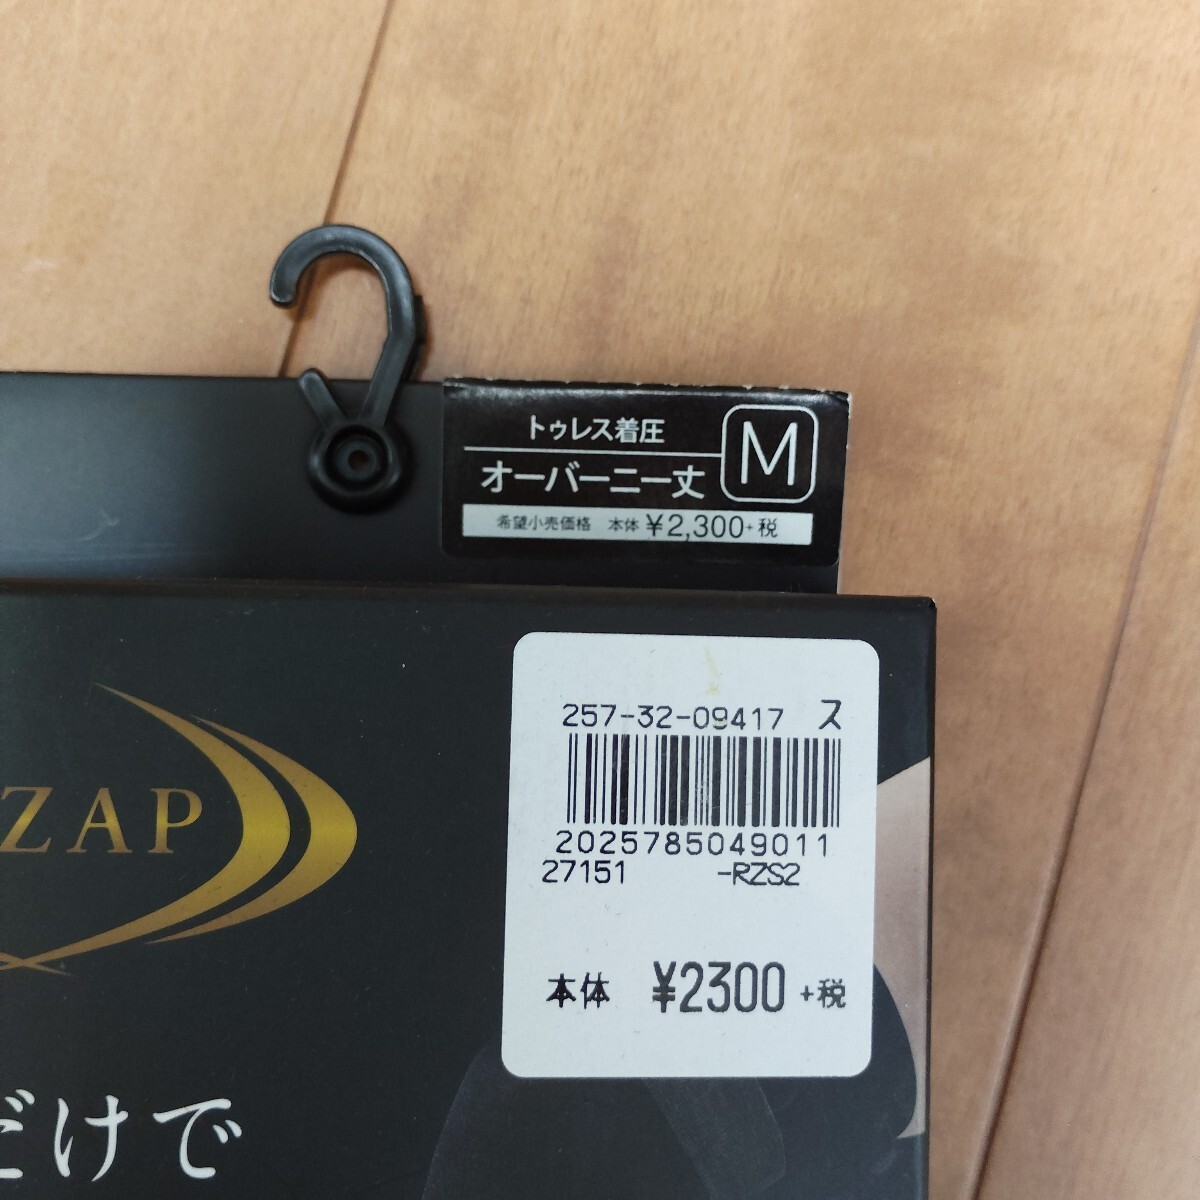 トゥレス着圧
オーバーニー丈
M
希望小売価格 本体 ¥2,300+税
257-32-09417 ス
2025785049011
27151 -RZS2
本体 ¥2300 +税
ZAP
だけで